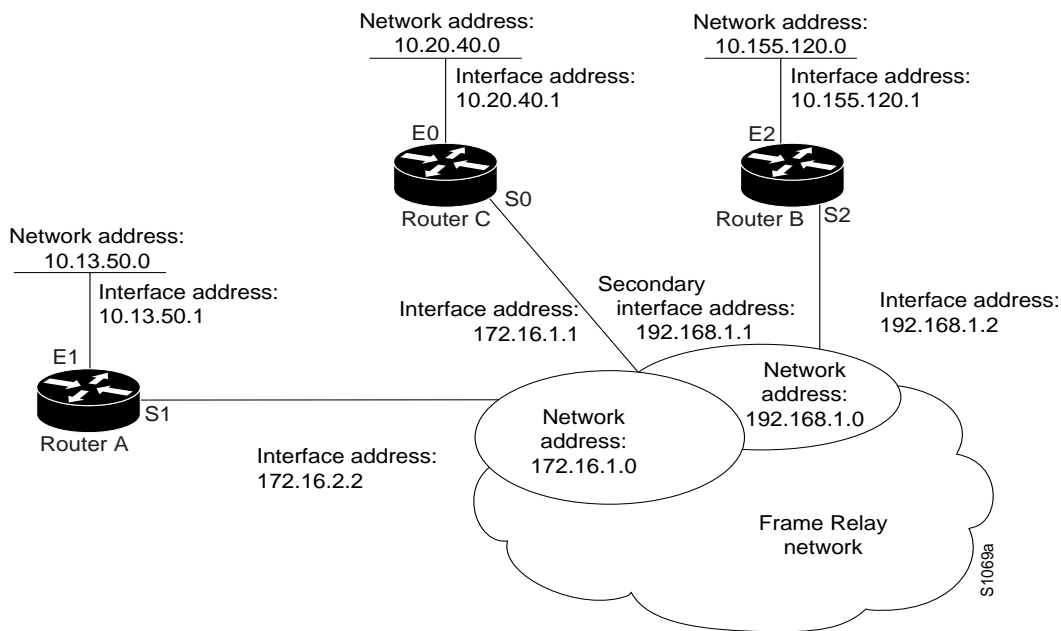 Network address:
10.20.40.0
Interface address:
10.20.40.1
E0
Router C
S0
Network address:
10.155.120.0
Interface address:
10.155.120.1
E2
Router B
S2
Network address:
10.13.50.0
Interface address:
10.13.50.1
E1
Router A
S1
Interface address:
172.16.1.1
Secondary
interface address:
192.168.1.1
Interface address:
192.168.1.2
Network
address:
192.168.1.0
Network
address:
172.16.1.0
Interface address:
172.16.2.2
Frame Relay
network
S1069a